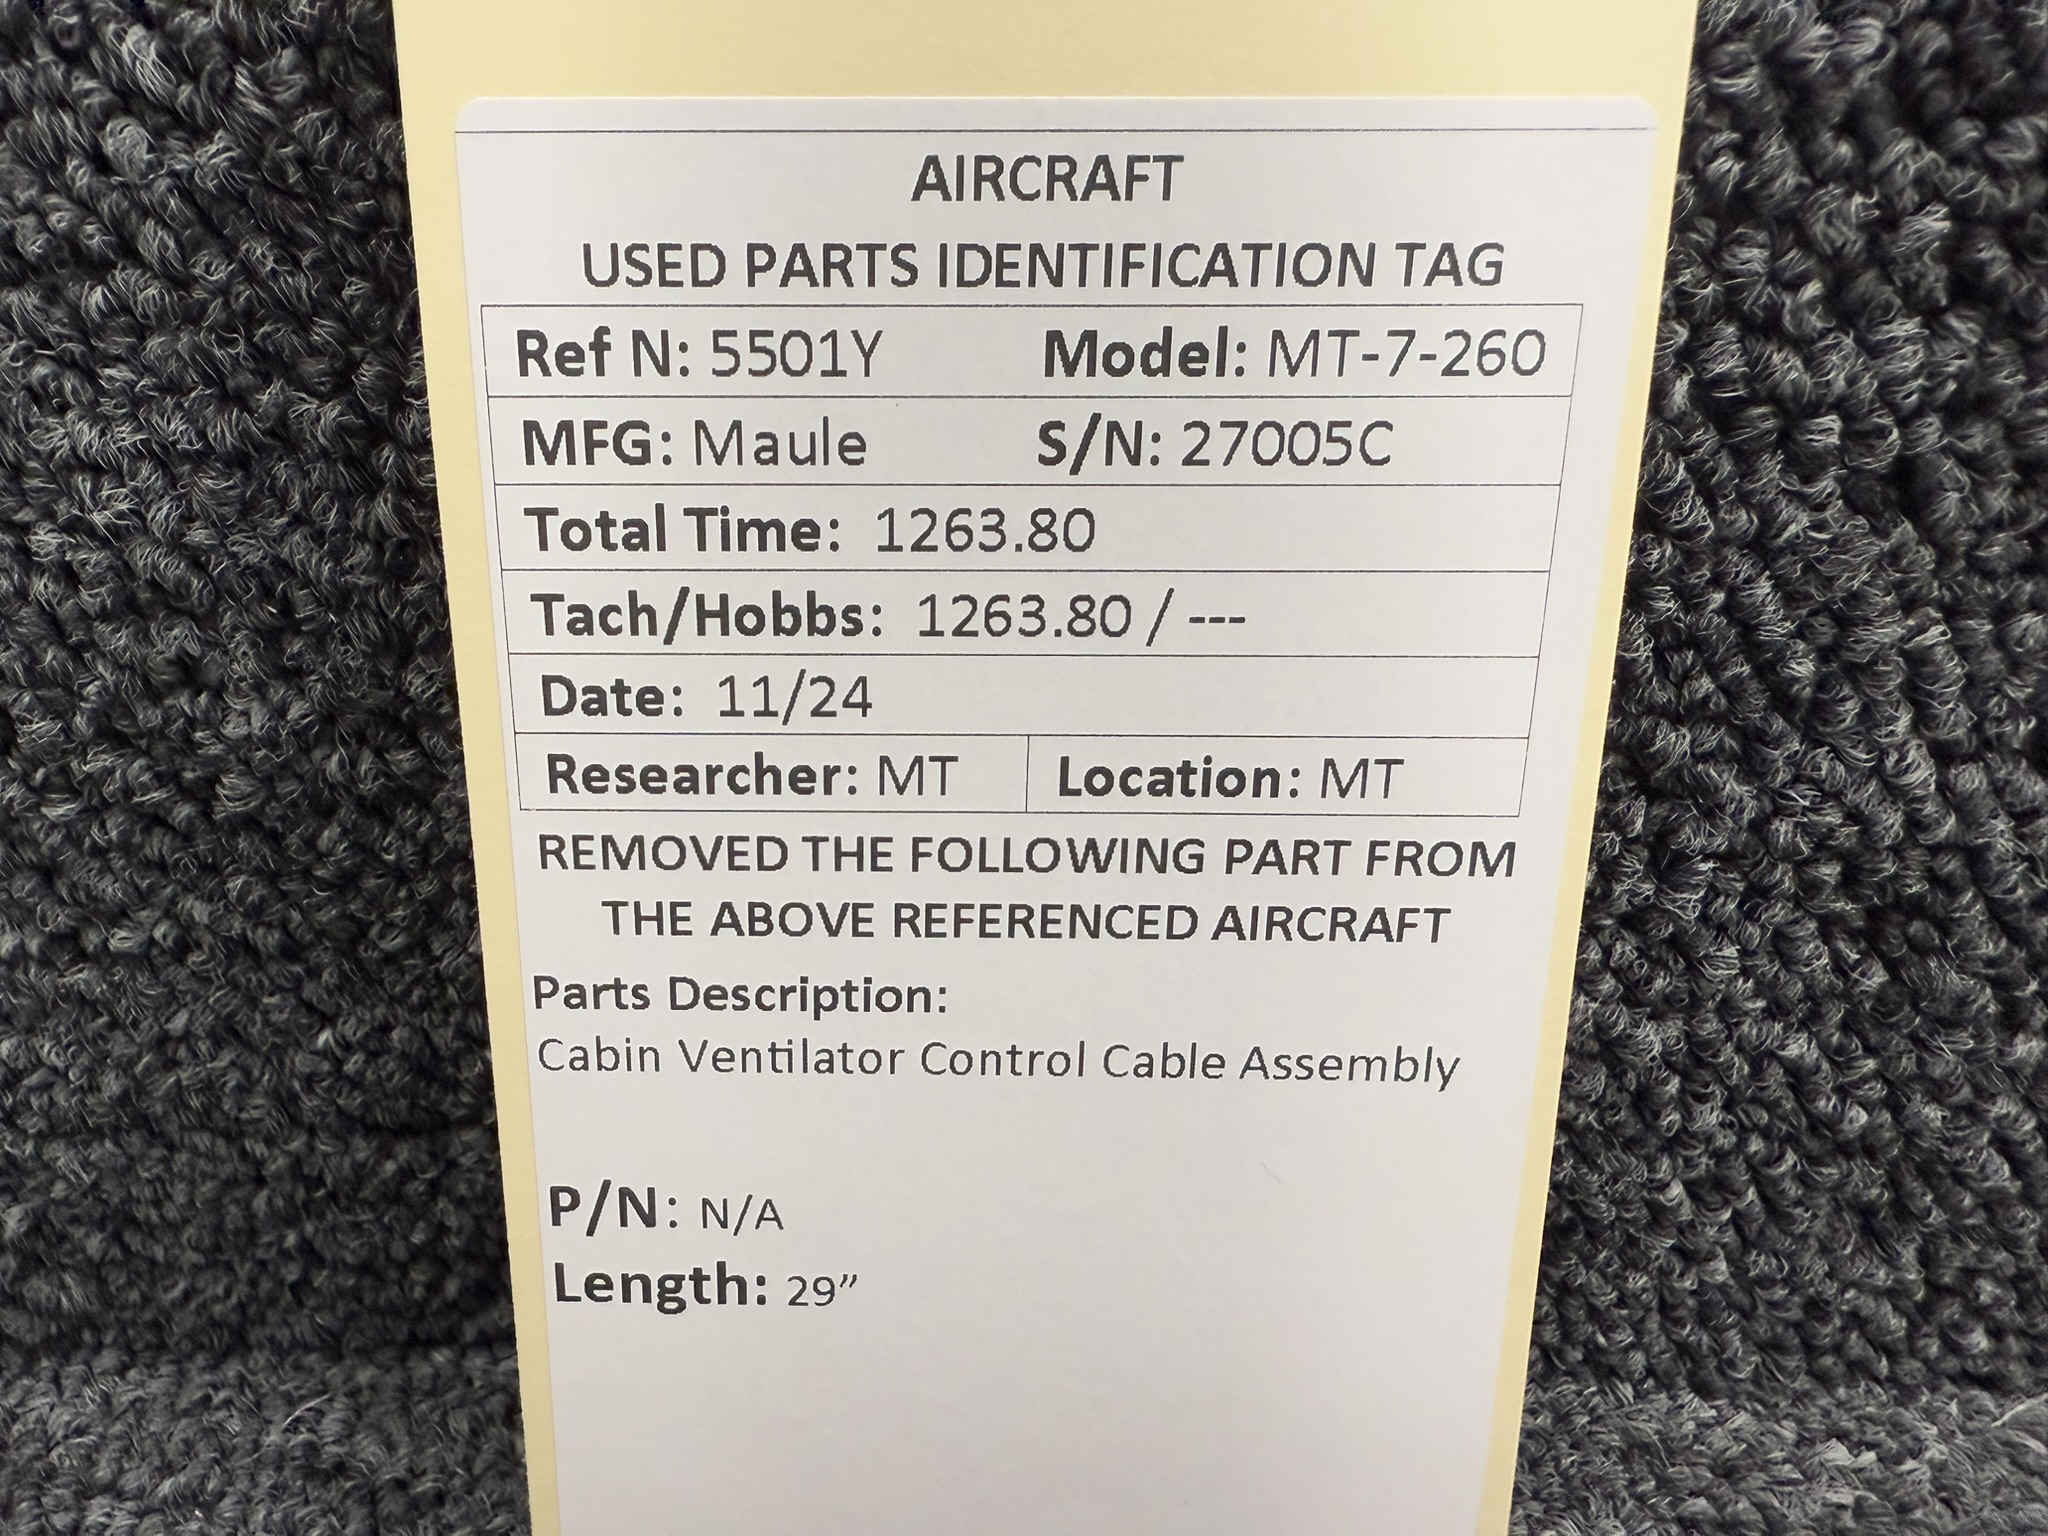 AIRCRAFT
USED PARTS IDENTIFICATION TAG
Ref N: 5501Y Model: MT-7-260
MFG: Maule S/N: 27005C
Total Time: 1263.80
Tach/Hobbs: 1263.80 / ---
Date: 11/24
Researcher: MT Location: MT
REMOVED THE FOLLOWING PART FROM
THE ABOVE REFERENCED AIRCRAFT
Parts Description:
Cabin Ventilator Control Cable Assembly
P/N: N/A
Length: 29”